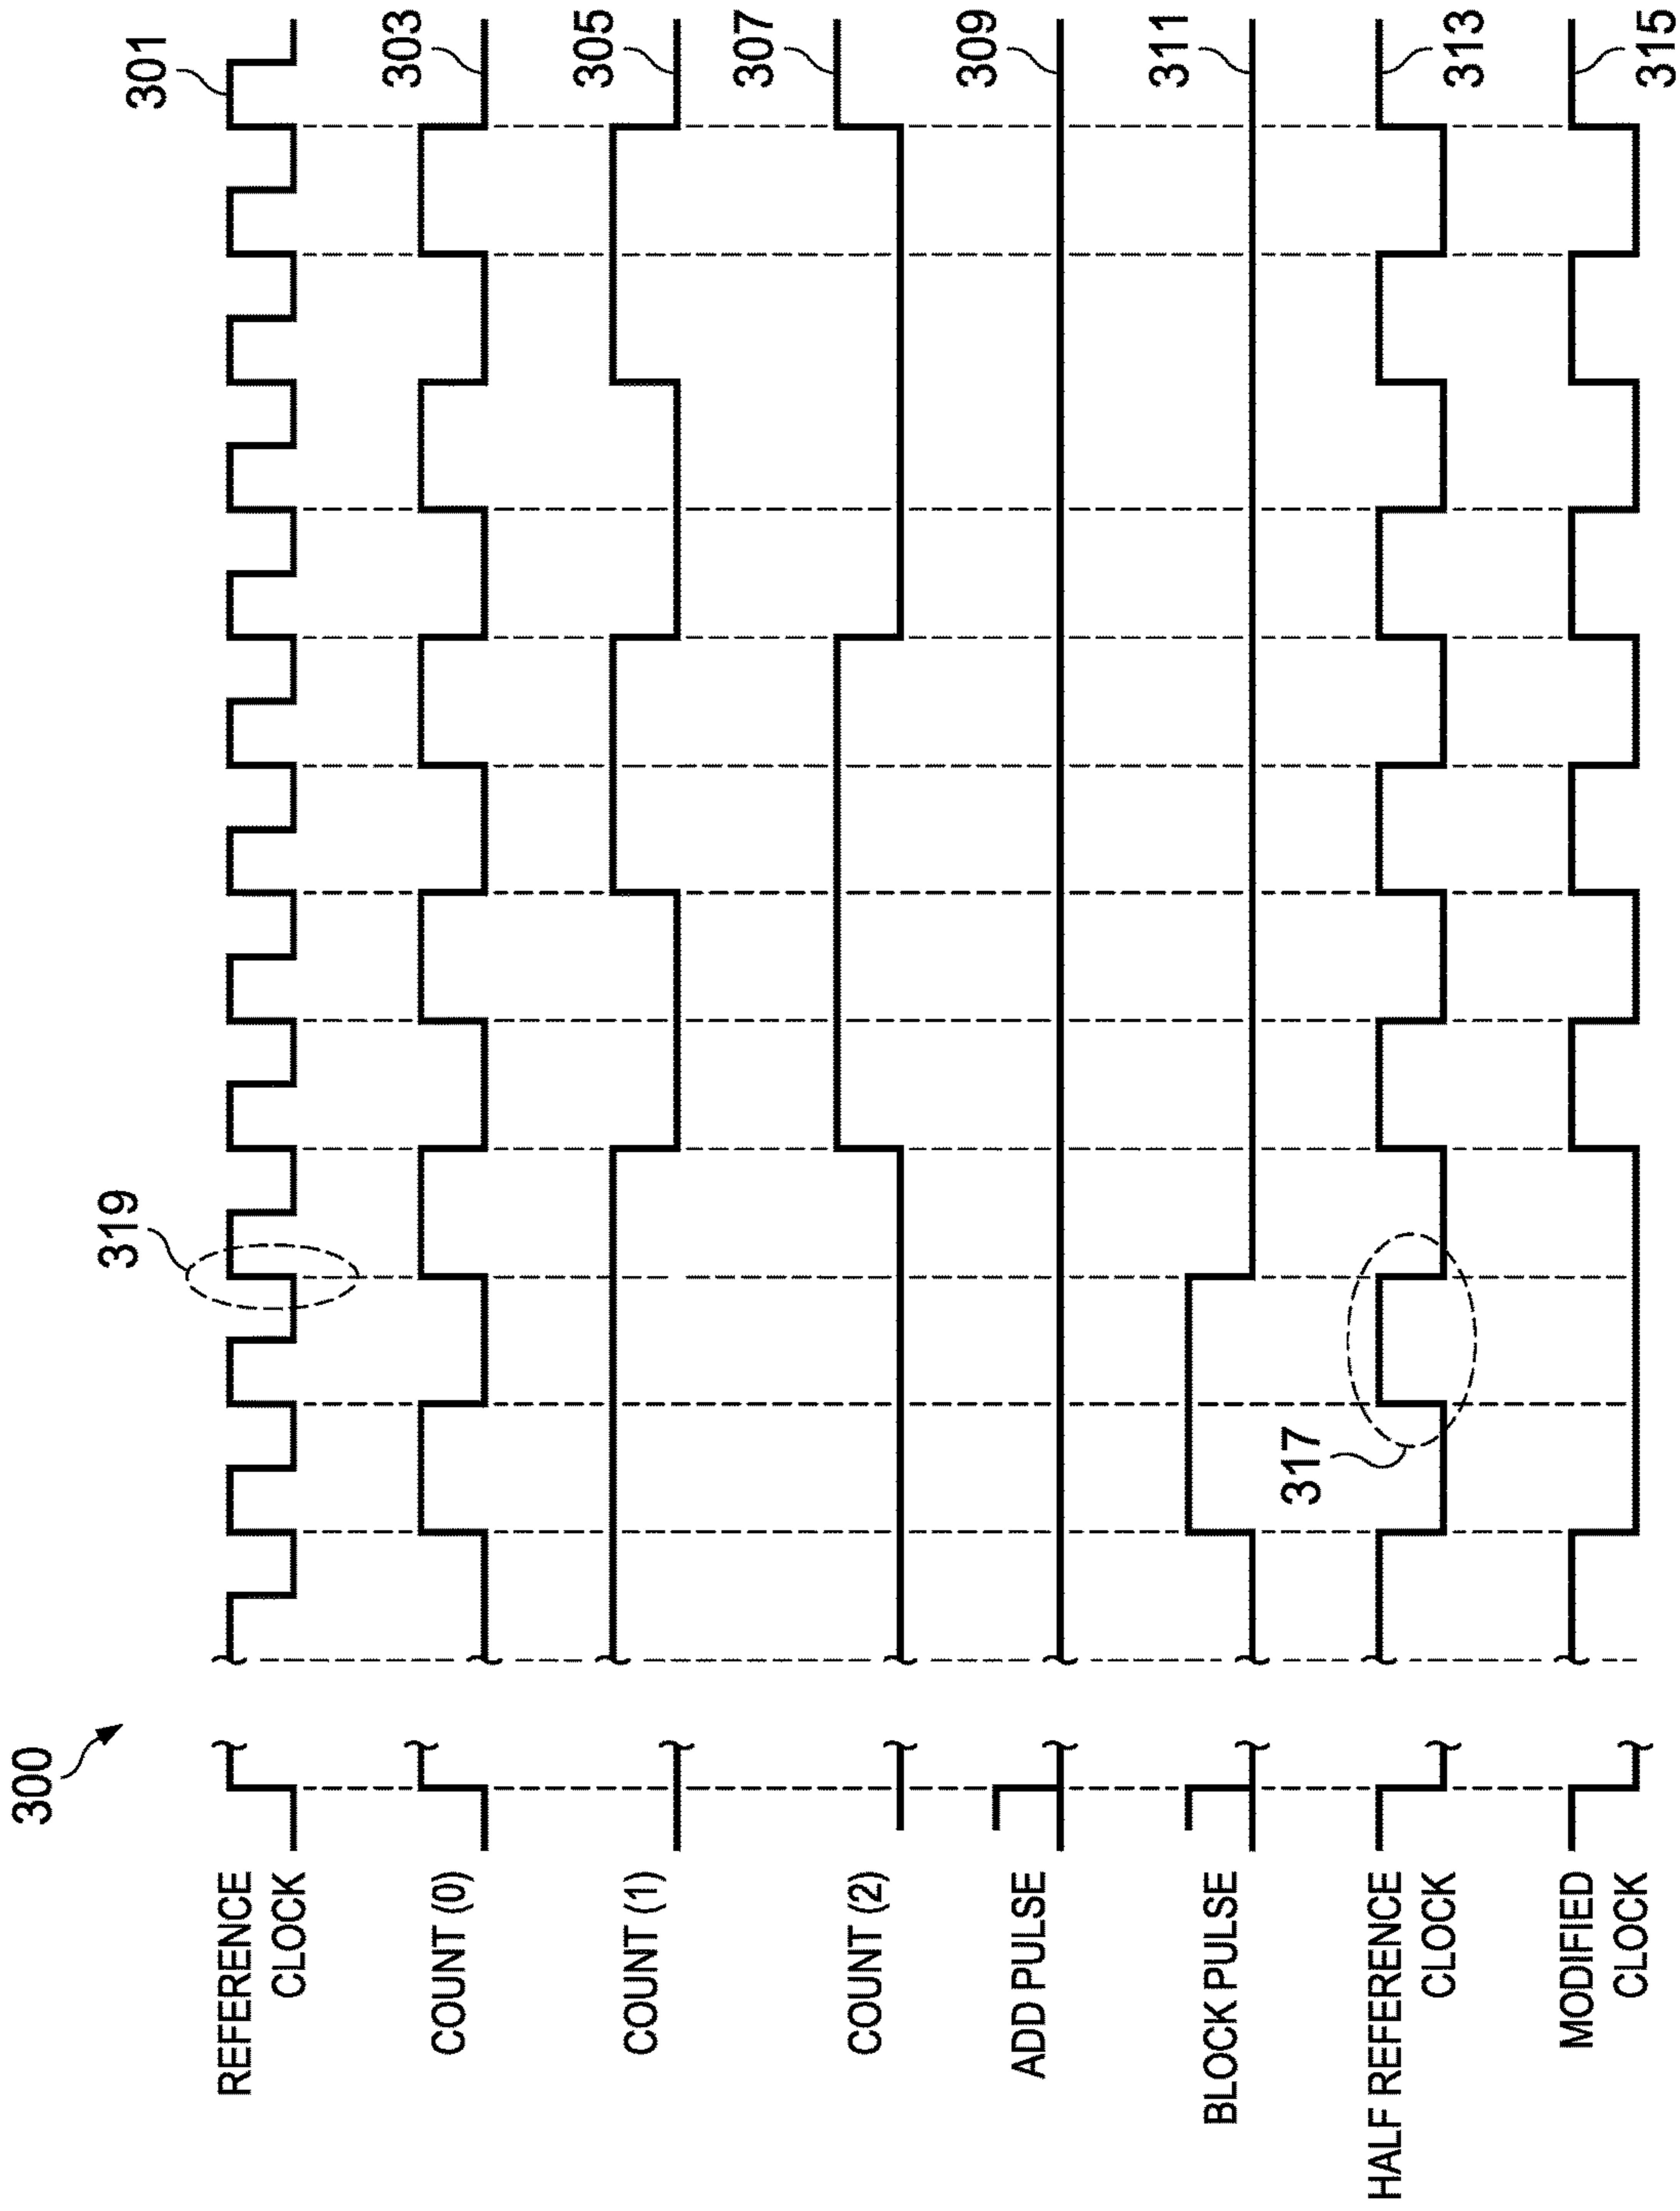 300
REFERENCE
CLOCK
COUNT (0)
COUNT (1)
COUNT (2)
ADD PULSE
BLOCK PULSE
HALF REFERENCE
CLOCK
MODIFIED
CLOCK
319
317
301
303
305
307
309
311
313
315